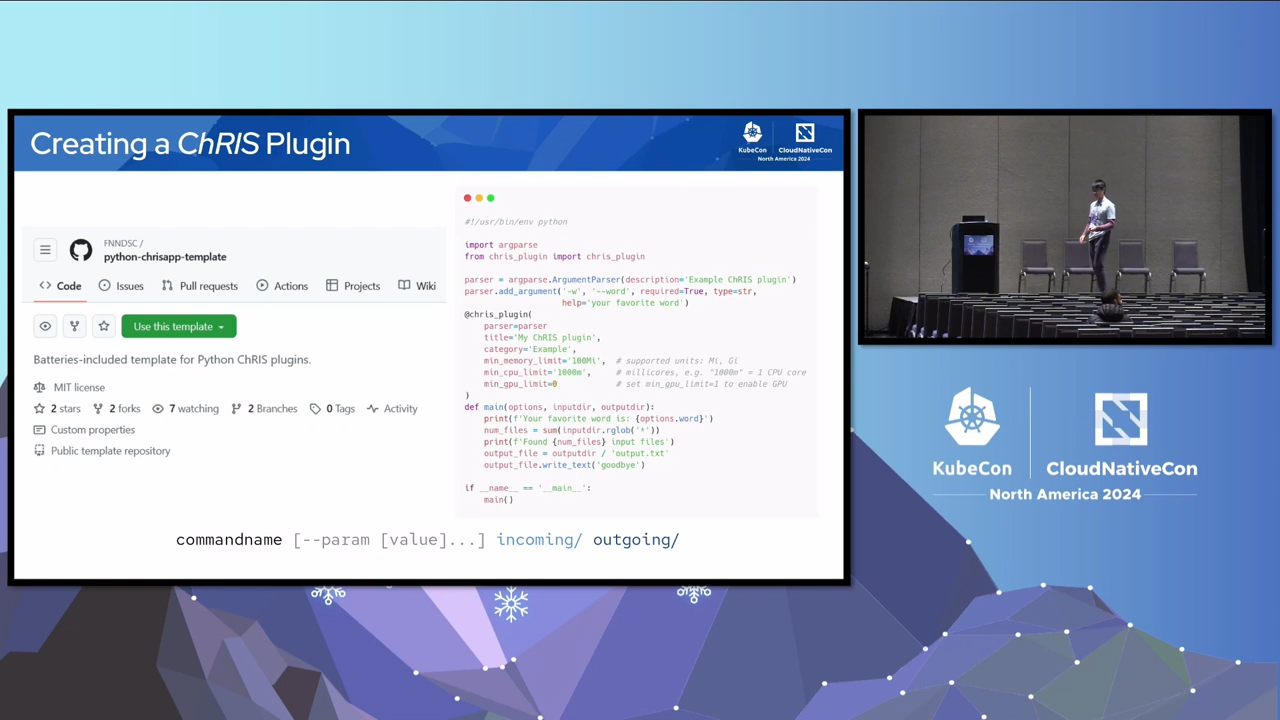 Creating a ChRIS Plugin
KubeCon
CloudNativeCon
North America 2024
FNNDSC /
python-chrisapp-template
Code
Issues
Pull requests
Actions
Projects
Wiki
Use this template
Batteries-included template for Python ChRIS plugins.
MIT license
2 stars
2 forks
7 watching
2 Branches
0 Tags
Activity
Custom properties
Public template repository
#!/usr/bin/env python
import argparse
from chris_plugin import chris_plugin
parser = argparse.ArgumentParser(description='Example ChRIS plugin')
parser.add_argument('-w', '--word', required=True, type=str,
help='your favorite word')
@chris_plugin(
parser=parser
title='My ChRIS plugin',
category='Example',
min_memory_limit='100Mi', # supported units: Mi, Gi
min_cpu_limit='1000m', # millicores, e.g. "1000m" = 1 CPU core
min_gpu_limit=0 # set min_gpu_limit=1 to enable GPU
)
def main(options, inputdir, outputdir):
print(f'Your favorite word is: {options.word}')
num_files = sum(inputdir.rglob('*'))
print(f'Found {num_files} input files')
output_file = outputdir / 'output.txt'
output_file.write_text('goodbye')
if __name__ == '__main__':
main()
commandname [--param [value]...] incoming/ outgoing/
KubeCon
CloudNativeCon
North America 2024